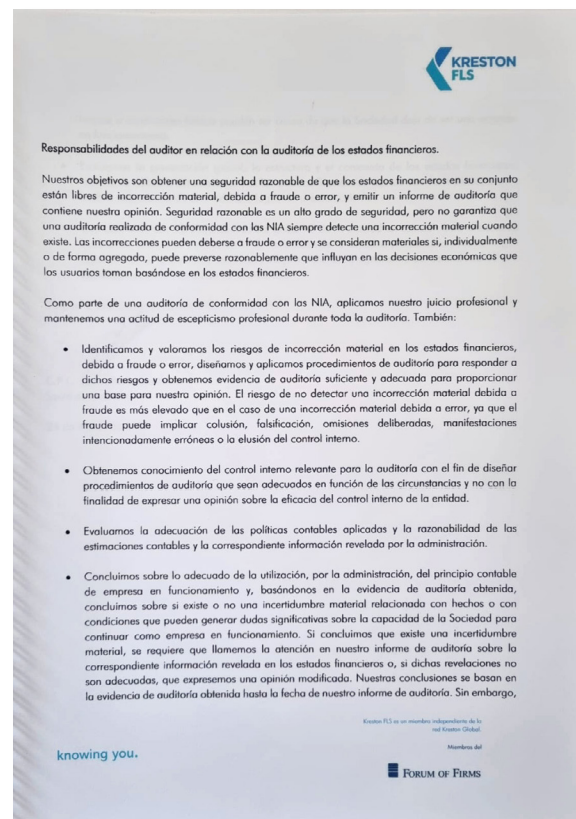 KRESTON
FLS
Responsabilidades del auditor en relación con la auditoría de los estados financieros.
Nuestros objetivos son obtener una seguridad razonable de que los estados financieros en su conjunto
están libres de incorrección material, debida a fraude o error, y emitir un informe de auditoría que
contiene nuestra opinión. Seguridad razonable es un alto grado de seguridad, pero no garantiza que
una auditoría realizada de conformidad con las NIA siempre detecte una incorrección material cuando
existe. Las incorrecciones pueden deberse a fraude o error y se consideran materiales si, individualmente
o de forma agregada, puede preverse razonablemente que influyan en las decisiones económicas que
los usuarios toman basándose en los estados financieros.
Como parte de una auditoría de conformidad con las NIA, aplicamos nuestro juicio profesional y
mantenemos una actitud de escepticismo profesional durante toda la auditoría. También:
• Identificamos y valoramos los riesgos de incorrección material en los estados financieros,
debida a fraude o error, diseñamos y aplicamos procedimientos de auditoría para responder a
dichos riesgos y obtenemos evidencia de auditoría suficiente y adecuada para proporcionar
una base para nuestra opinión. El riesgo de no detectar una incorrección material debida a
fraude es más elevado que en el caso de una incorrección material debida a error, ya que el
fraude puede implicar colusión, falsificación, omisiones deliberadas, manifestaciones
intencionadamente erróneas o la elusión del control interno.
• Obtenemos conocimiento del control interno relevante para la auditoría con el fin de diseñar
procedimientos de auditoría que sean adecuados en función de las circunstancias y no con la
finalidad de expresar una opinión sobre la eficacia del control interno de la entidad.
• Evaluamos la adecuación de las políticas contables aplicadas y la razonabilidad de las
estimaciones contables y la correspondiente información revelada por la administración.
• Concluimos sobre lo adecuado de la utilización, por la administración, del principio contable
de empresa en funcionamiento y, basándonos en la evidencia de auditoría obtenida,
concluimos sobre si existe o no una incertidumbre material relacionada con hechos o con
condiciones que pueden generar dudas significativas sobre la capacidad de la Sociedad para
continuar como empresa en funcionamiento. Si concluimos que existe una incertidumbre
material, se requiere que llamemos la atención en nuestro informe de auditoría sobre la
correspondiente información revelada en los estados financieros o, si dichas revelaciones no
son adecuadas, que expresemos una opinión modificada. Nuestras conclusiones se basan en
la evidencia de auditoría obtenida hasta la fecha de nuestro informe de auditoría. Sin embargo,
Kreston FLS es un miembro independiente de la
red Kreston Global.
Miembros del
knowing you.
FORUM OF FIRMS